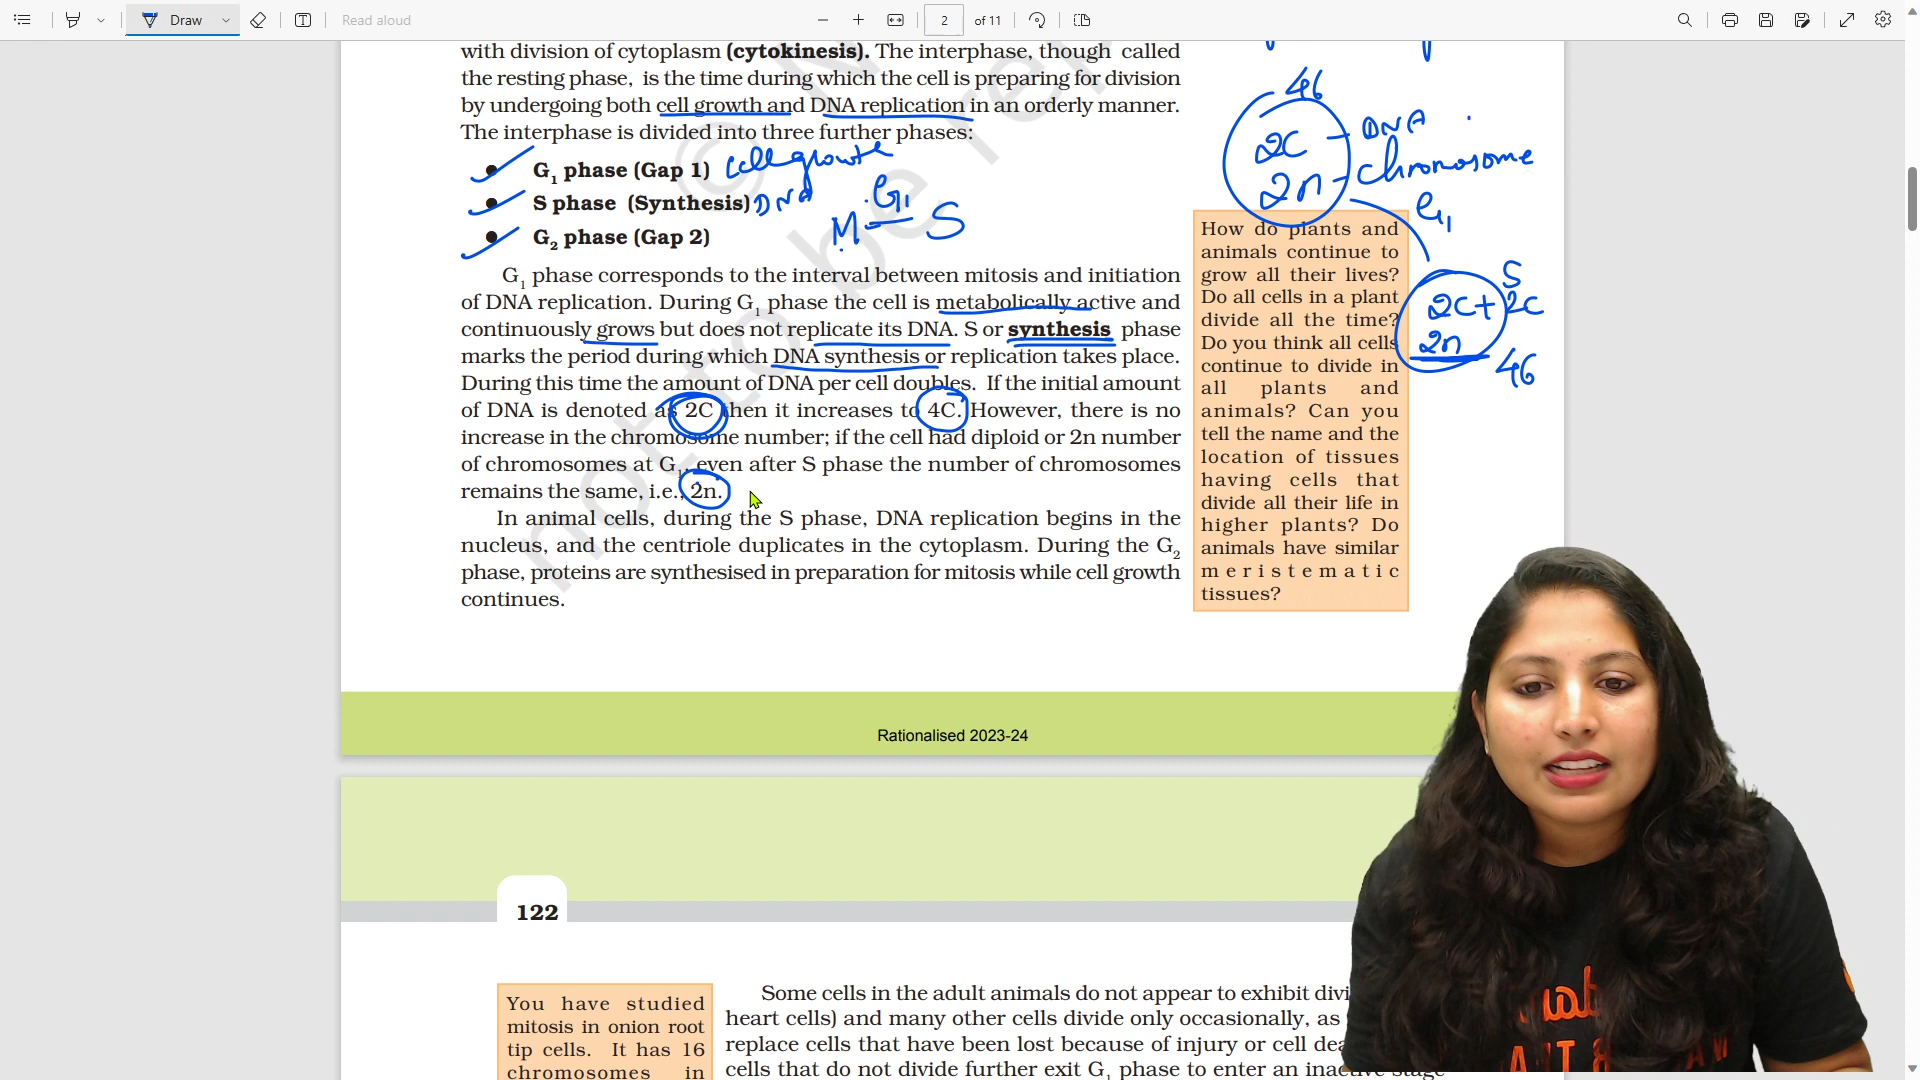 Draw
Read aloud
2
of 11
with division of cytoplasm (cytokinesis). The interphase, though called
the resting phase, is the time during which the cell is preparing for division
by undergoing both cell growth and DNA replication in an orderly manner.
The interphase is divided into three further phases:
• G1 phase (Gap 1) Cell growth
• S phase (Synthesis) DNA
• G2 phase (Gap 2)
M G1 S
G1 phase corresponds to the interval between mitosis and initiation
of DNA replication. During G1 phase the cell is metabolically active and
continuously grows but does not replicate its DNA. S or synthesis phase
marks the period during which DNA synthesis or replication takes place.
During this time the amount of DNA per cell doubles. If the initial amount
of DNA is denoted as 2C then it increases to 4C. However, there is no
increase in the chromosome number; if the cell had diploid or 2n number
of chromosomes at G1, even after S phase the number of chromosomes
remains the same, i.e., 2n.
In animal cells, during the S phase, DNA replication begins in the
nucleus, and the centriole duplicates in the cytoplasm. During the G2
phase, proteins are synthesised in preparation for mitosis while cell growth
continues.
46
2C - DNA
2n - chromosome
G1
S
2C + 2C
2n
46
How do plants and
animals continue to
grow all their lives?
Do all cells in a plant
divide all the time?
Do you think all cells
continue to divide in
all plants and
animals? Can you
tell the name and the
location of tissues
having cells that
divide all their life in
higher plants? Do
animals have similar
meristematic
tissues?
Rationalised 2023-24
122
You have studied
mitosis in onion root
tip cells. It has 16
chromosomes in
Some cells in the adult animals do not appear to exhibit divi
heart cells) and many other cells divide only occasionally, as
replace cells that have been lost because of injury or cell dea
cells that do not divide further exit G1 phase to enter an inactive stage